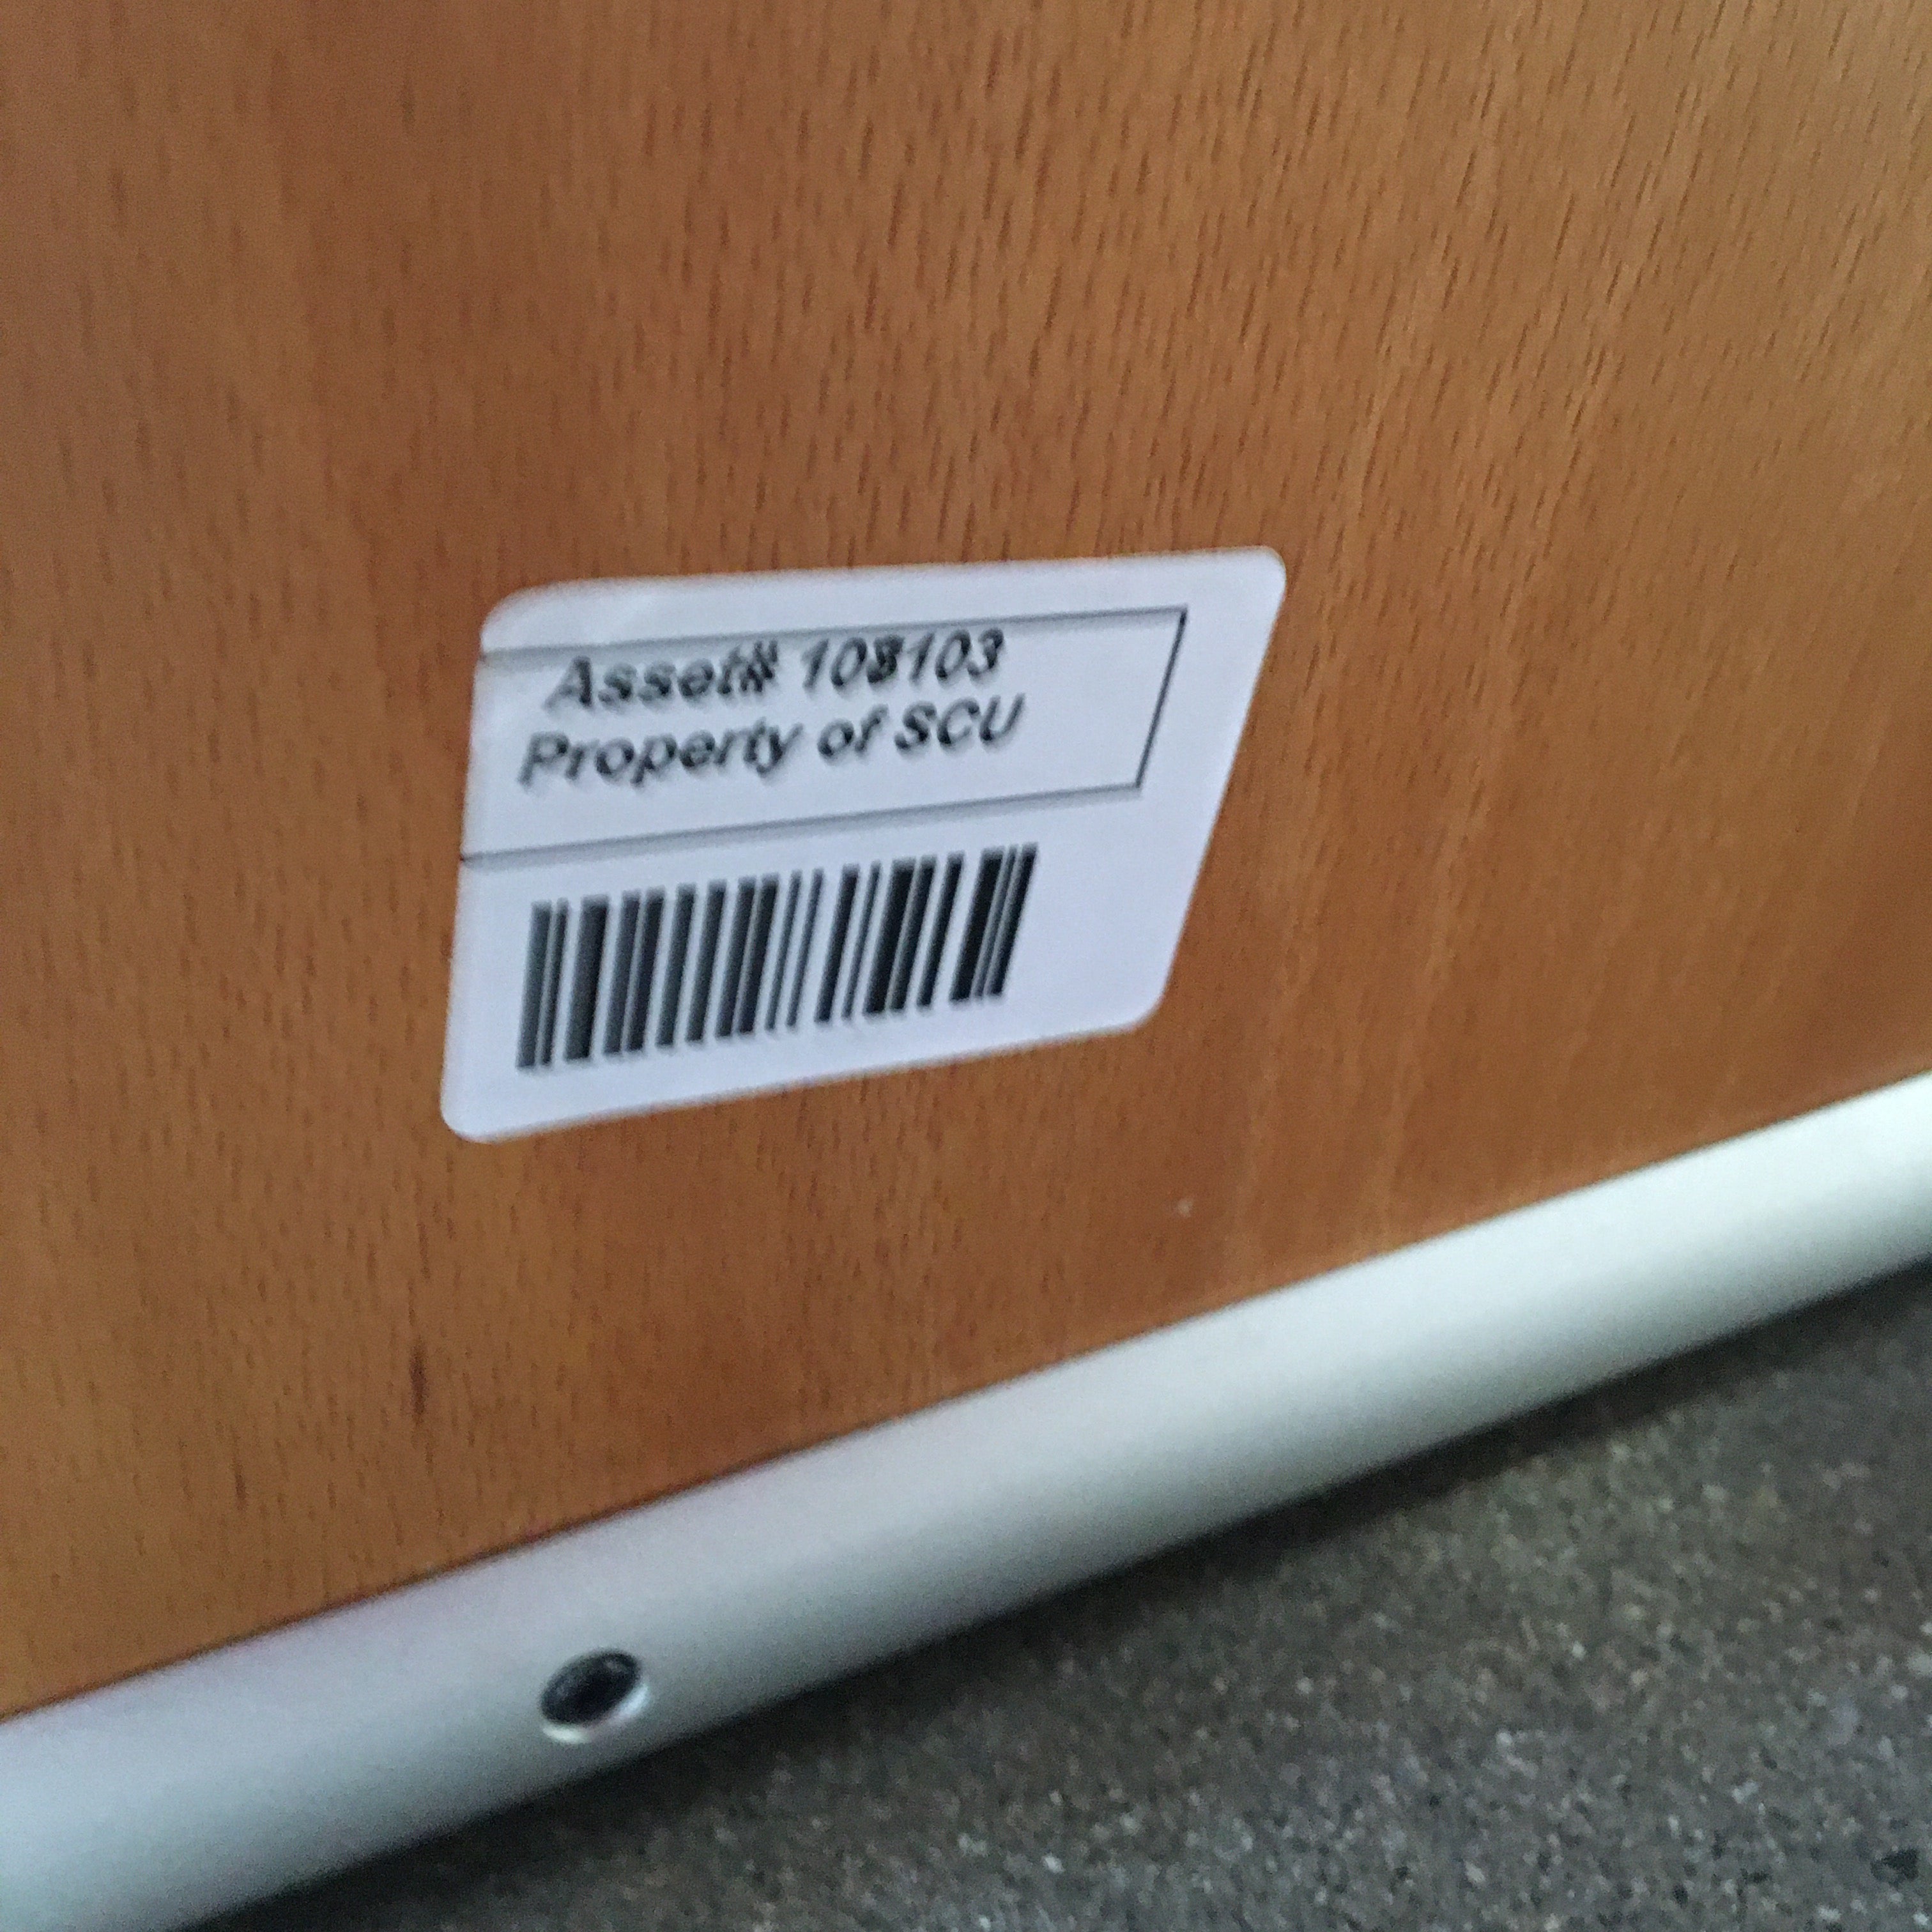 Asset# 108103
Property of SCU